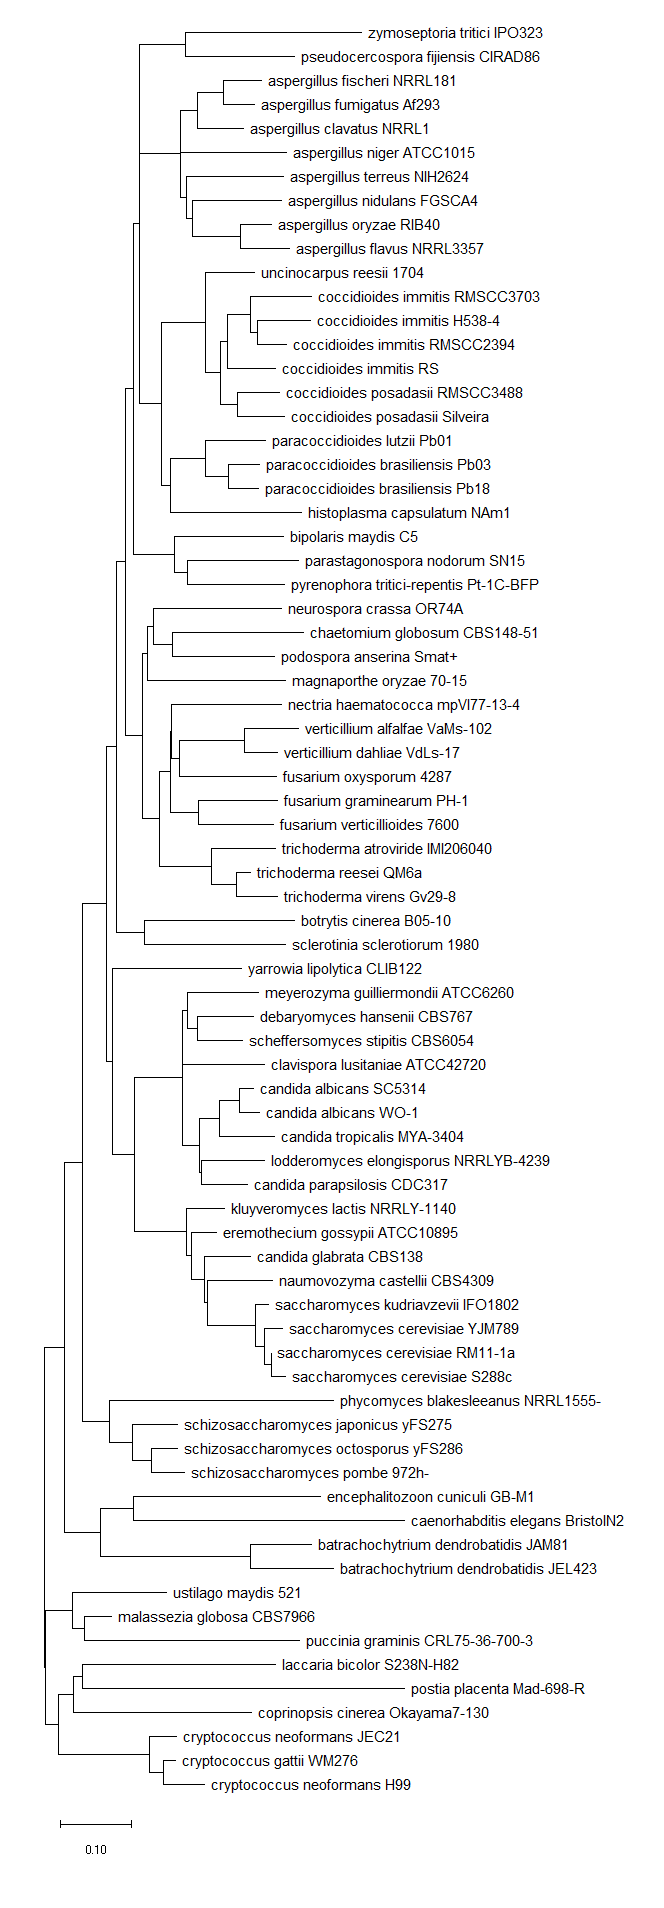 zymoseptoria tritici IPO323
pseudocercospora fijiensis CIRAD86
aspergillus fischeri NRRL181
aspergillus fumigatus Af293
aspergillus clavatus NRRL1
aspergillus niger ATCC1015
aspergillus terreus NIH2624
aspergillus nidulans FGSCA4
aspergillus oryzae RIB40
aspergillus flavus NRRL3357
uncinocarpus reesii 1704
coccidioides immitis RMSCC3703
coccidioides immitis H538-4
coccidioides immitis RMSCC2394
coccidioides immitis RS
coccidioides posadasii RMSCC3488
coccidioides posadasii Silveira
paracoccidioides lutzii Pb01
paracoccidioides brasiliensis Pb03
paracoccidioides brasiliensis Pb18
histoplasma capsulatum NAm1
bipolaris maydis C5
parastagonospora nodorum SN15
pyrenophora tritici-repentis Pt-1C-BFP
neurospora crassa OR74A
chaetomium globosum CBS148-51
podospora anserina Smat+
magnaporthe oryzae 70-15
nectria haematococca mpVI77-13-4
verticillium alfalfae VaMs-102
verticillium dahliae VdLs-17
fusarium oxysporum 4287
fusarium graminearum PH-1
fusarium verticillioides 7600
trichoderma atroviride IMI206040
trichoderma reesei QM6a
trichoderma virens Gv29-8
botrytis cinerea B05-10
sclerotinia sclerotiorum 1980
yarrowia lipolytica CLIB122
meyerozyma guilliermondii ATCC6260
debaryomyces hansenii CBS767
scheffersomyces stipitis CBS6054
clavispora lusitaniae ATCC42720
candida albicans SC5314
candida albicans WO-1
candida tropicalis MYA-3404
lodderomyces elongisporus NRRLYB-4239
candida parapsilosis CDC317
kluyveromyces lactis NRRLY-1140
eremothecium gossypii ATCC10895
candida glabrata CBS138
naumovozyma castellii CBS4309
saccharomyces kudriavzevii IFO1802
saccharomyces cerevisiae YJM789
saccharomyces cerevisiae RM11-1a
saccharomyces cerevisiae S288c
phycomyces blakesleeanus NRRL1555-
schizosaccharomyces japonicus yFS275
schizosaccharomyces octosporus yFS286
schizosaccharomyces pombe 972h-
encephalitozoon cuniculi GB-M1
caenorhabditis elegans BristolN2
batrachochytrium dendrobatidis JAM81
batrachochytrium dendrobatidis JEL423
ustilago maydis 521
malassezia globosa CBS7966
puccinia graminis CRL75-36-700-3
laccaria bicolor S238N-H82
postia placenta Mad-698-R
coprinopsis cinerea Okayama7-130
cryptococcus neoformans JEC21
cryptococcus gattii WM276
cryptococcus neoformans H99
0.10